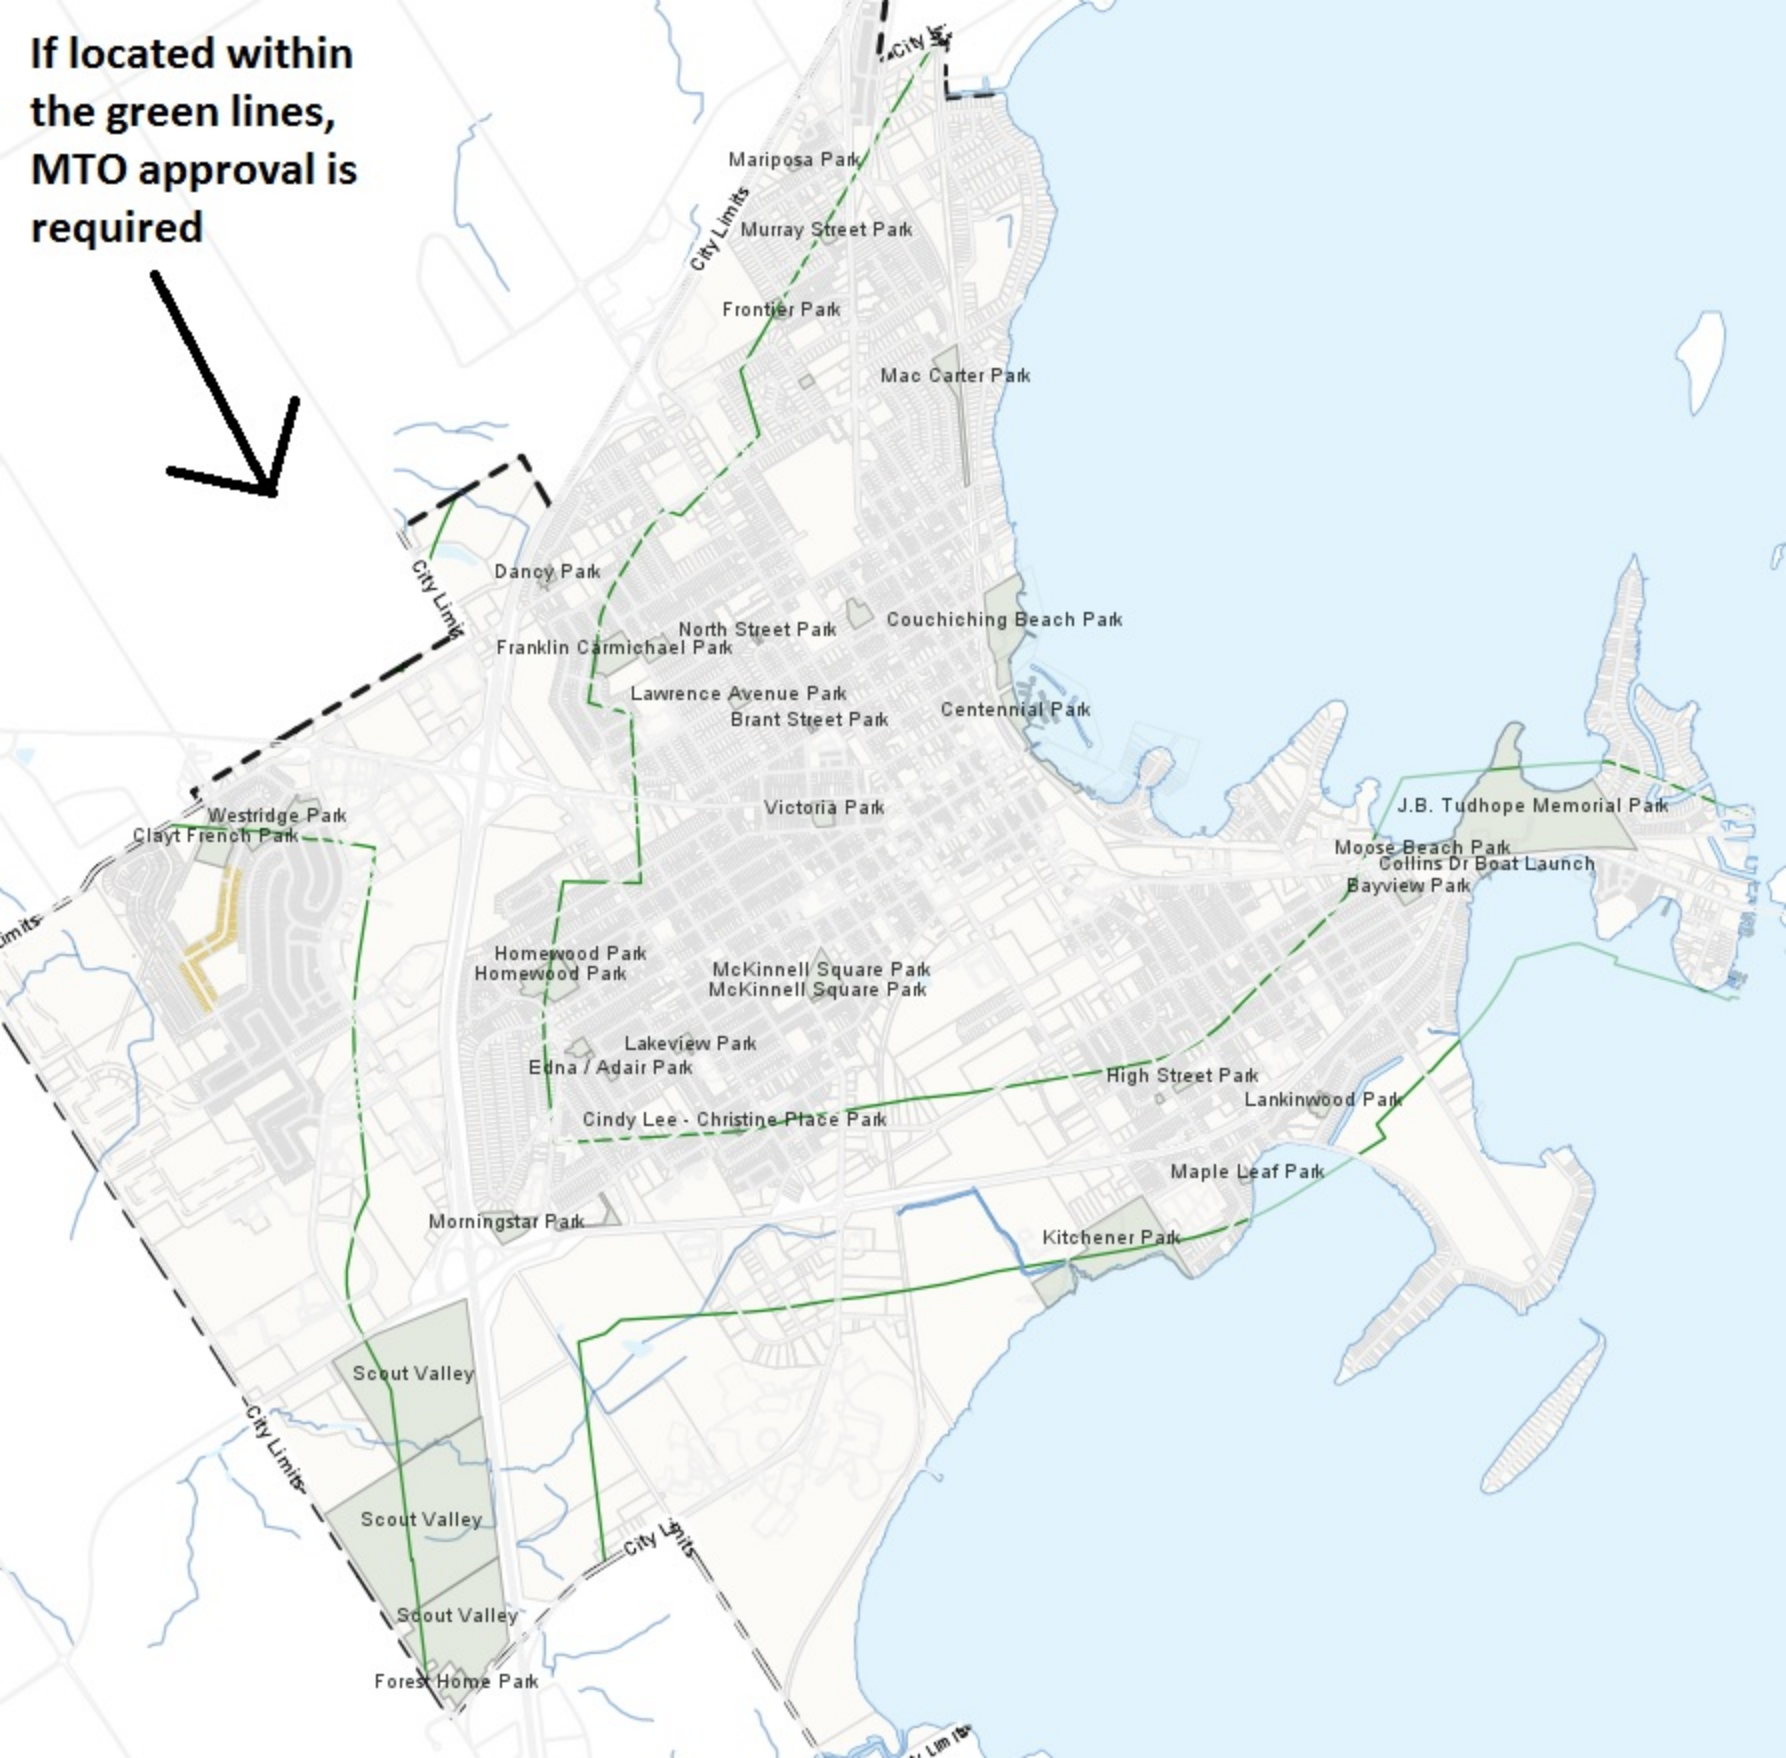 If located within
the green lines,
MTO approval is
required
City Li
Mariposa Park
City Limits
Murray Street Park
Frontier Park
Mac Carter Park
City Limi
Dancy Park
Couchiching Beach Park
North Street Park
Franklin Carmichael Park
Lawrence Avenue Park
Centennial Park
Brant Street Park
J.B. Tudhope Memorial Park
Victoria Park
Westridge Park
Clayt French Park
Moose Beach Park
Collins Dr Boat Launch
Bayview Park
imits
Homewood Park
Homewood Park
McKinnell Square Park
McKinnell Square Park
Lakeview Park
Edna / Adair Park
High Street Park
Lankinwood Park
Cindy Lee - Christine Place Park
Maple Leaf Park
Morningstar Park
Kitchener Park
Scout Valley
City Limits
Scout Valley
City Limits
Scout Valley
Forest Home Park
City Limits